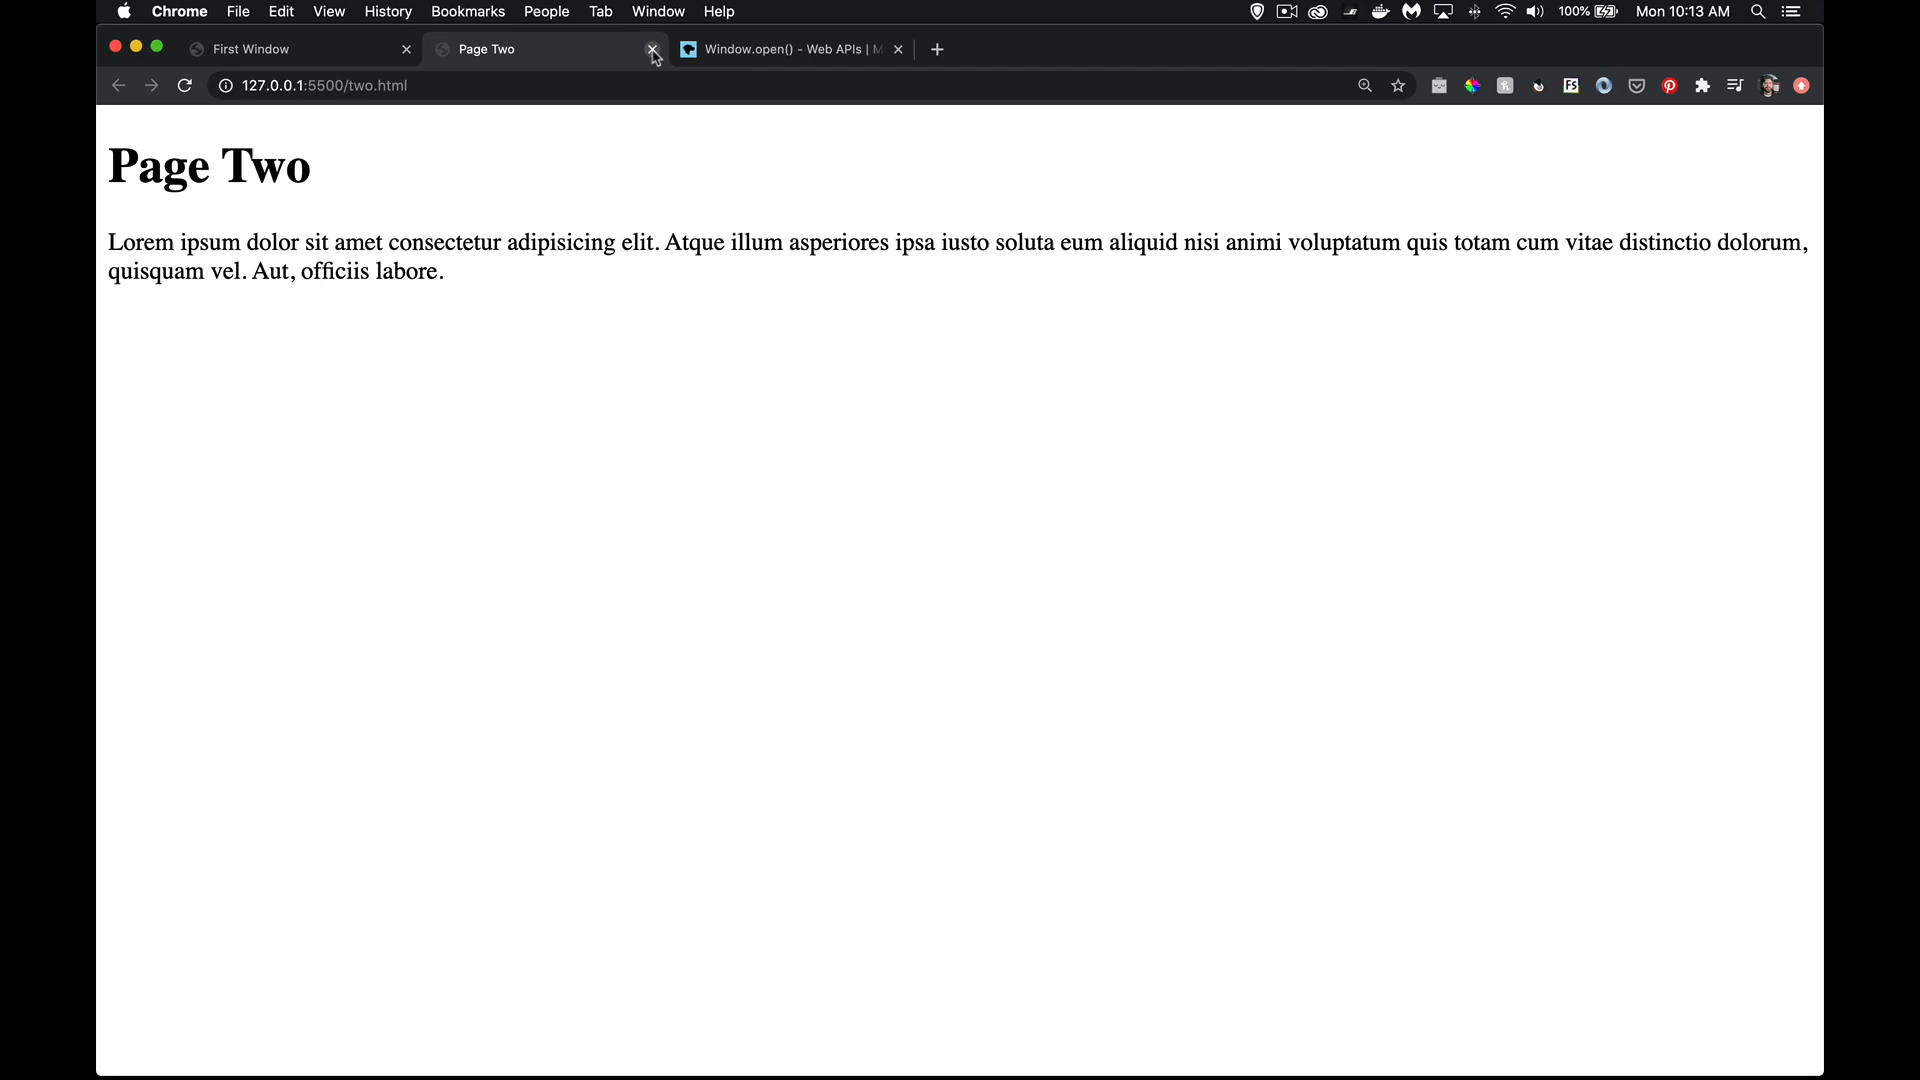 Chrome File Edit View History Bookmarks People Tab Window Help 100% Mon 10:13 AM
First Window Page Two Window.open() - Web APIs | M
127.0.0.1:5500/two.html
Page Two
Lorem ipsum dolor sit amet consectetur adipisicing elit. Atque illum asperiores ipsa iusto soluta eum aliquid nisi animi voluptatum quis totam cum vitae distinctio dolorum,
quisquam vel. Aut, officiis labore.